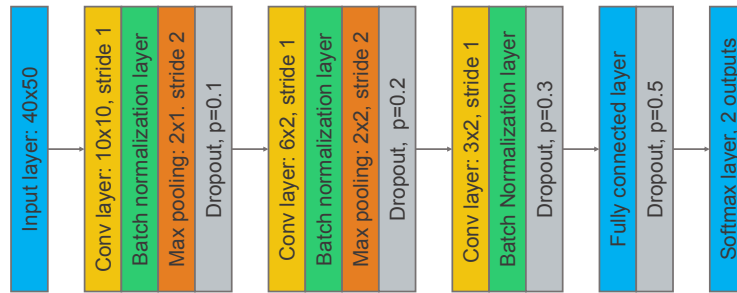 Input layer: 40x50
Conv layer: 10x10, stride 1
Batch normalization layer
Max pooling: 2x1. stride 2
Dropout, p=0.1
Conv layer: 6x2, stride 1
Batch normalization layer
Max pooling: 2x2, stride 2
Dropout, p=0.2
Conv layer: 3x2, stride 1
Batch Normalization layer
Dropout, p=0.3
Fully connected layer
Dropout, p=0.5
Softmax layer, 2 outputs